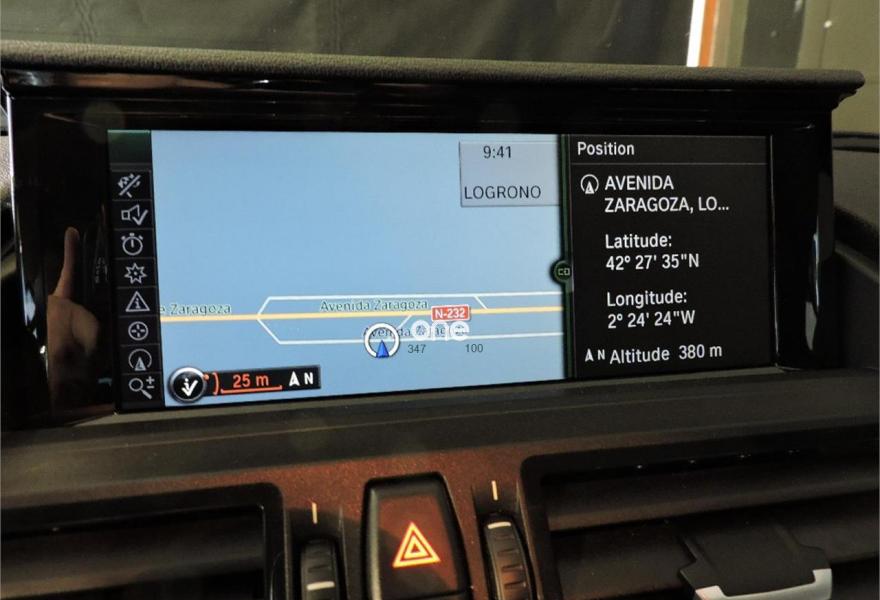 9:41
LOGRONO
Position
AVENIDA
ZARAGOZA, LO...
Latitude:
42° 27' 35"N
Longitude:
2° 24' 24"W
N Altitude 380 m
e Zaragoza
Avenida Zaragoza
N-232
one
347
100
25 m
N